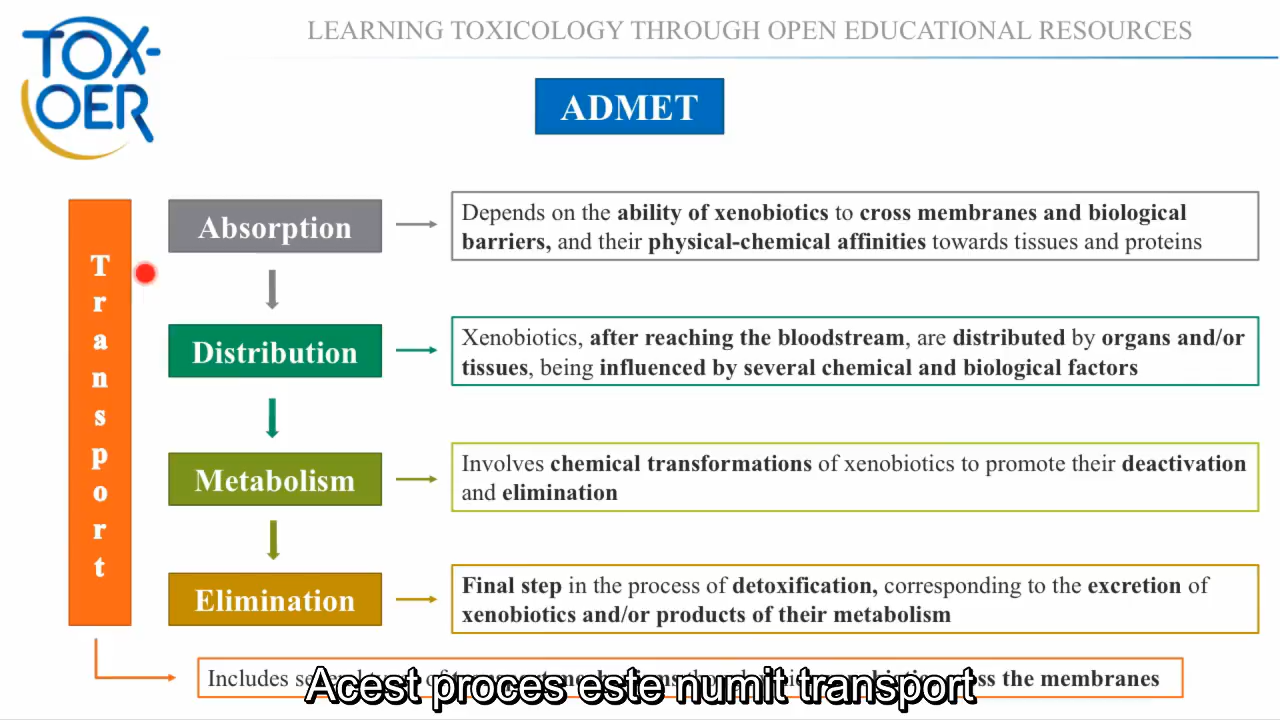 TOX-
OER
LEARNING TOXICOLOGY THROUGH OPEN EDUCATIONAL RESOURCES
ADMET
Transport
Absorption
Depends on the ability of xenobiotics to cross membranes and biological
barriers, and their physical-chemical affinities towards tissues and proteins
Distribution
Xenobiotics, after reaching the bloodstream, are distributed by organs and/or
tissues, being influenced by several chemical and biological factors
Metabolism
Involves chemical transformations of xenobiotics to promote their deactivation
and elimination
Elimination
Final step in the process of detoxification, corresponding to the excretion of
xenobiotics and/or products of their metabolism
Includes the membranes
Acest proces este numit transport